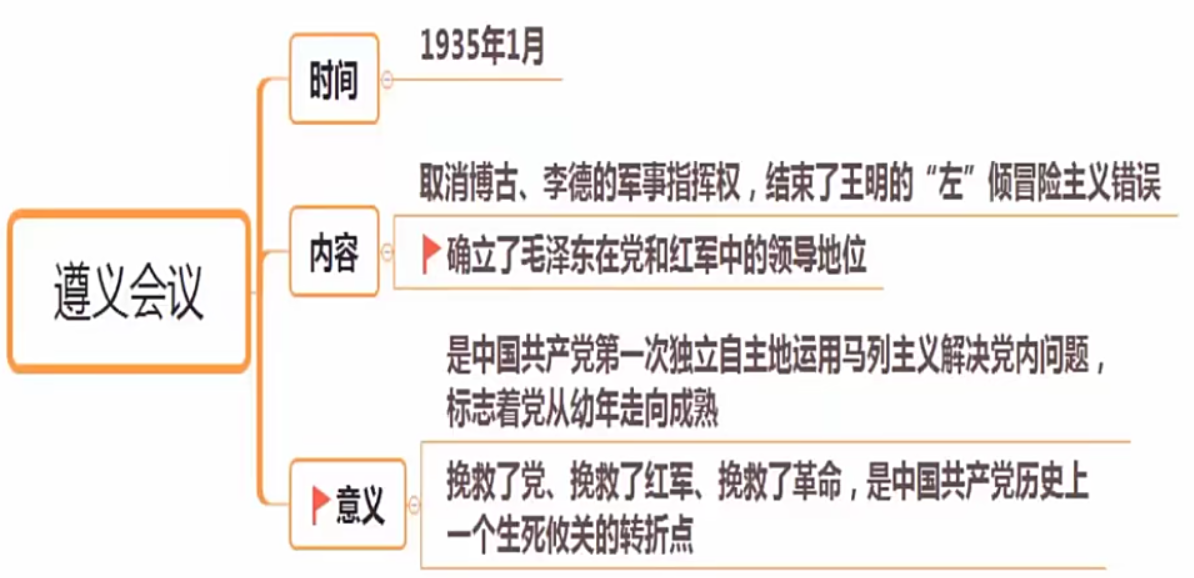 遵义会议
时间
1935年1月
内容
取消博古、李德的军事指挥权，结束了王明的“左”倾冒险主义错误
确立了毛泽东在党和红军中的领导地位
意义
是中国共产党第一次独立自主地运用马列主义解决党内问题，
标志着党从幼年走向成熟
挽救了党、挽救了红军、挽救了革命，是中国共产党历史上
一个生死攸关的转折点